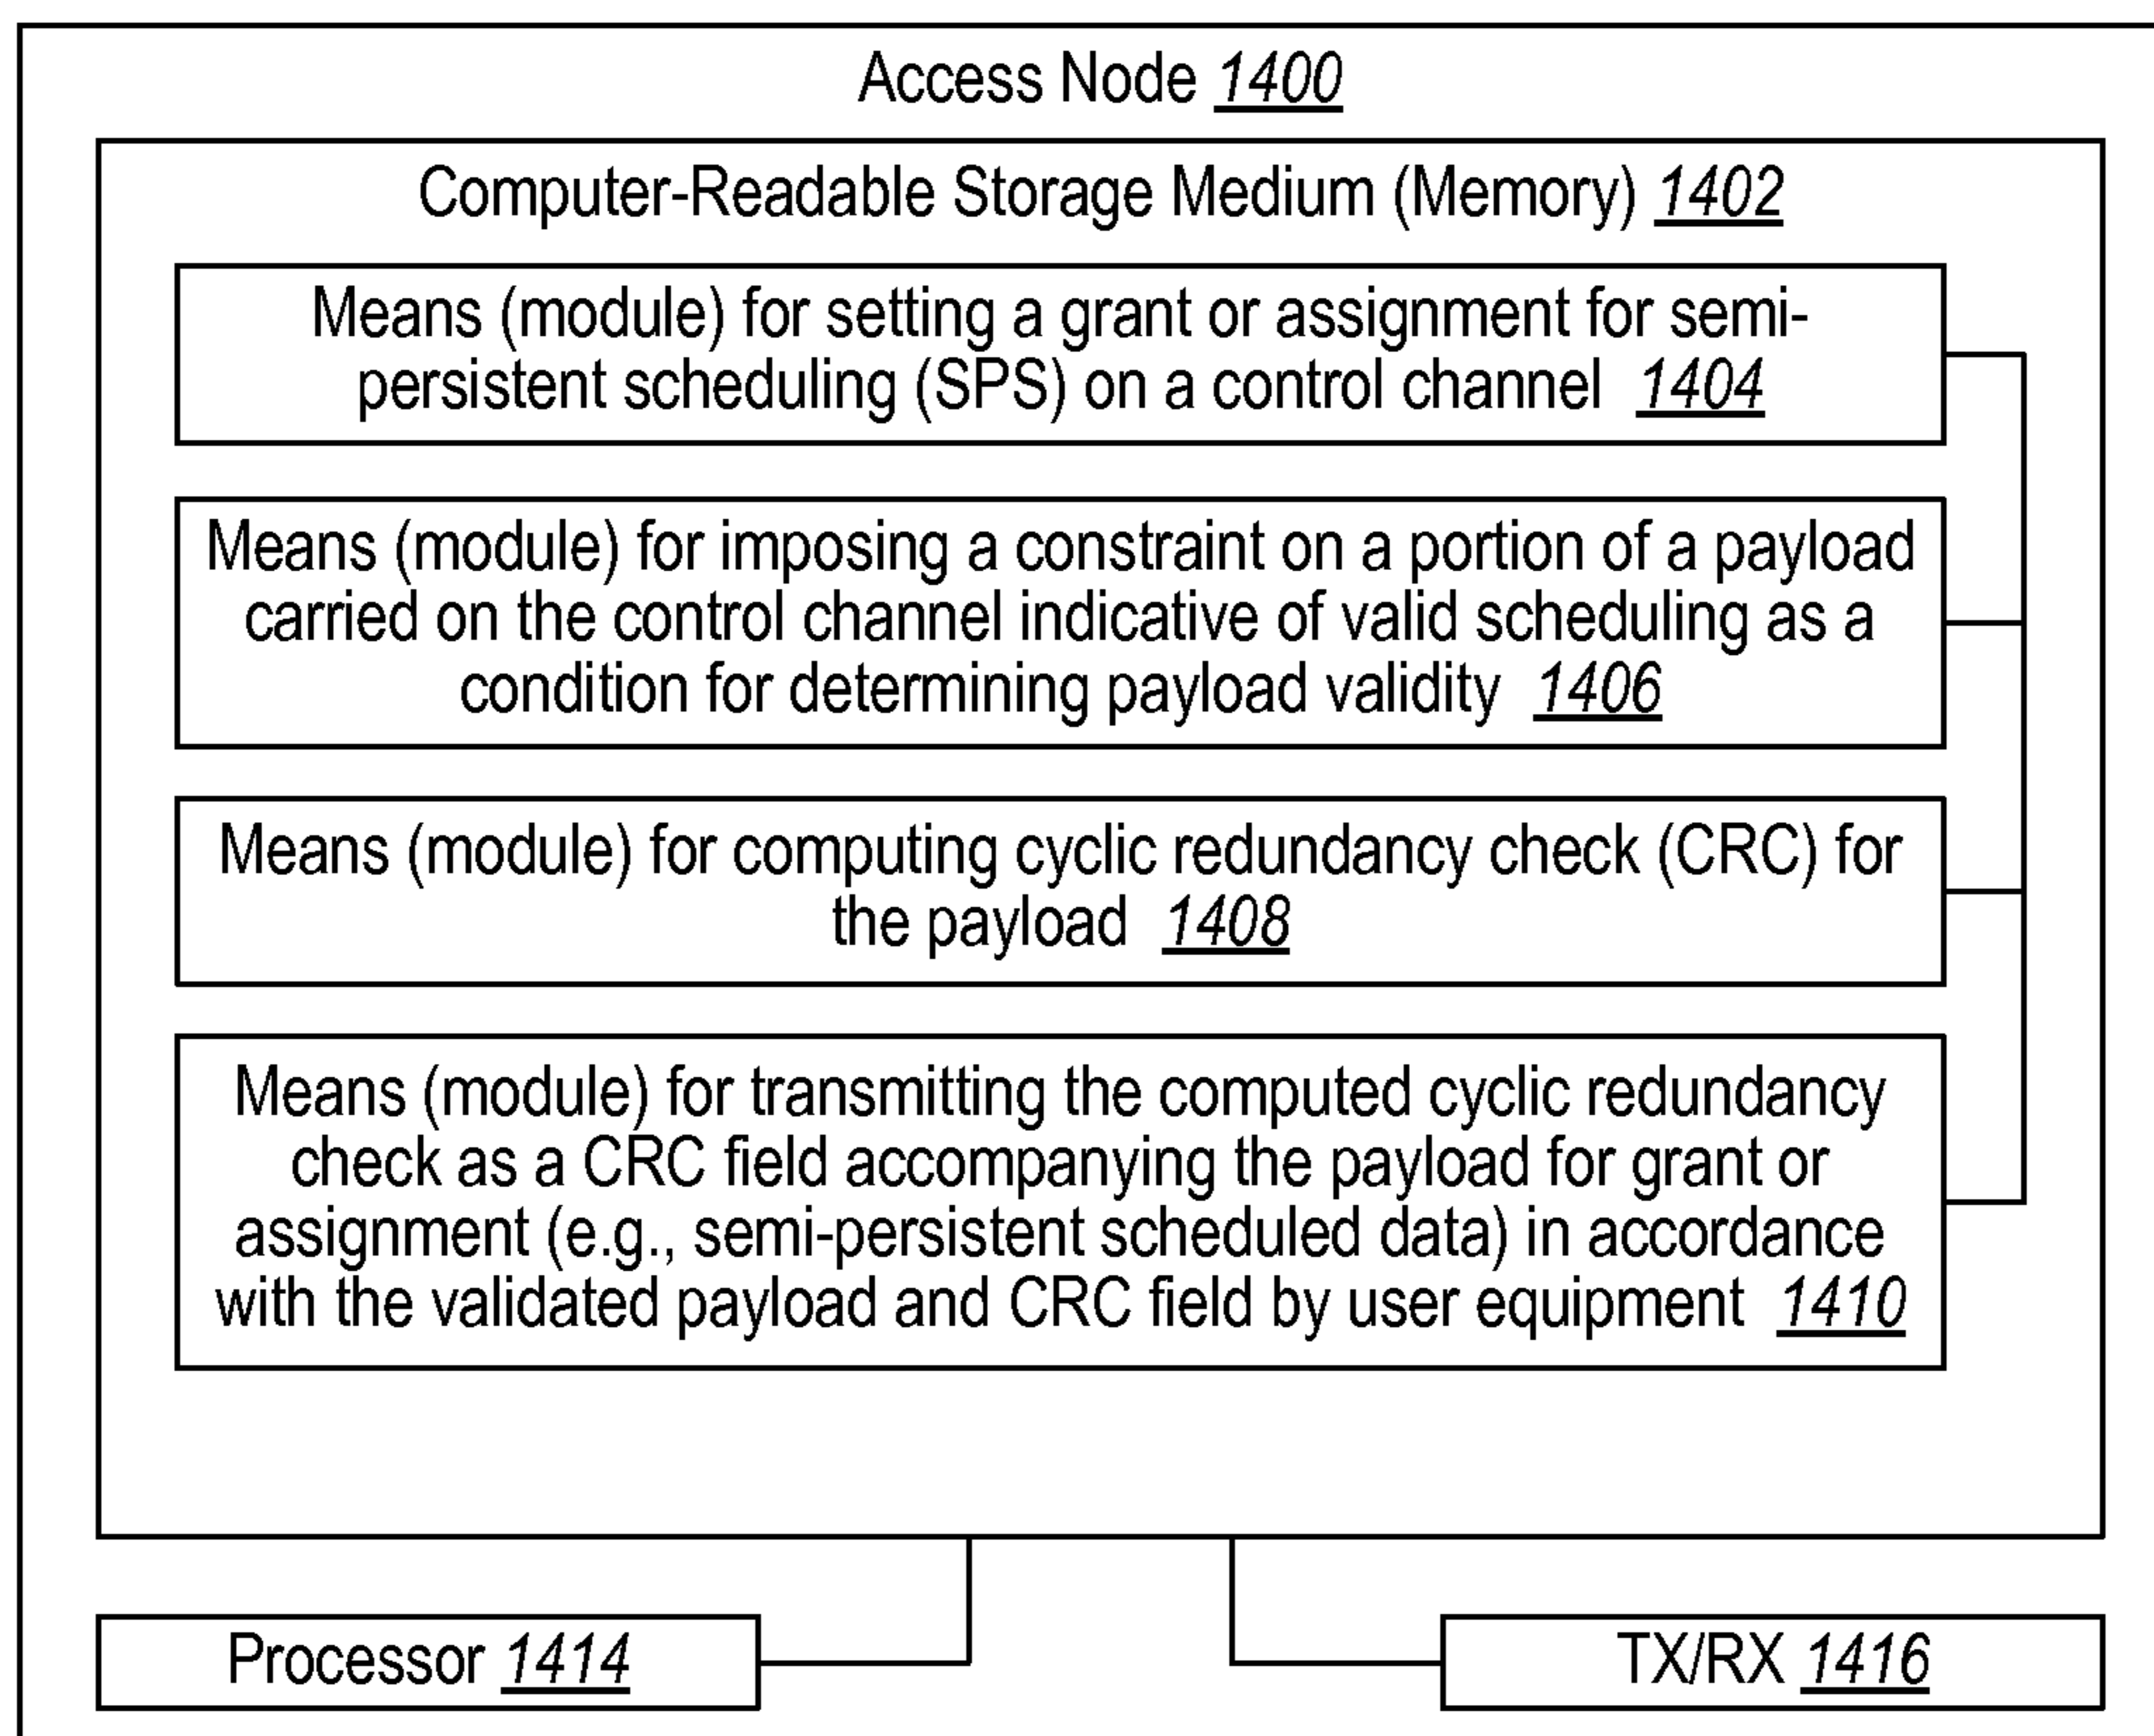 Access Node 1400
Computer-Readable Storage Medium (Memory) 1402
Means (module) for setting a grant or assignment for semi-
persistent scheduling (SPS) on a control channel 1404
Means (module) for imposing a constraint on a portion of a payload
carried on the control channel indicative of valid scheduling as a
condition for determining payload validity 1406
Means (module) for computing cyclic redundancy check (CRC) for
the payload 1408
Means (module) for transmitting the computed cyclic redundancy
check as a CRC field accompanying the payload for grant or
assignment (e.g., semi-persistent scheduled data) in accordance
with the validated payload and CRC field by user equipment 1410
Processor 1414
TX/RX 1416